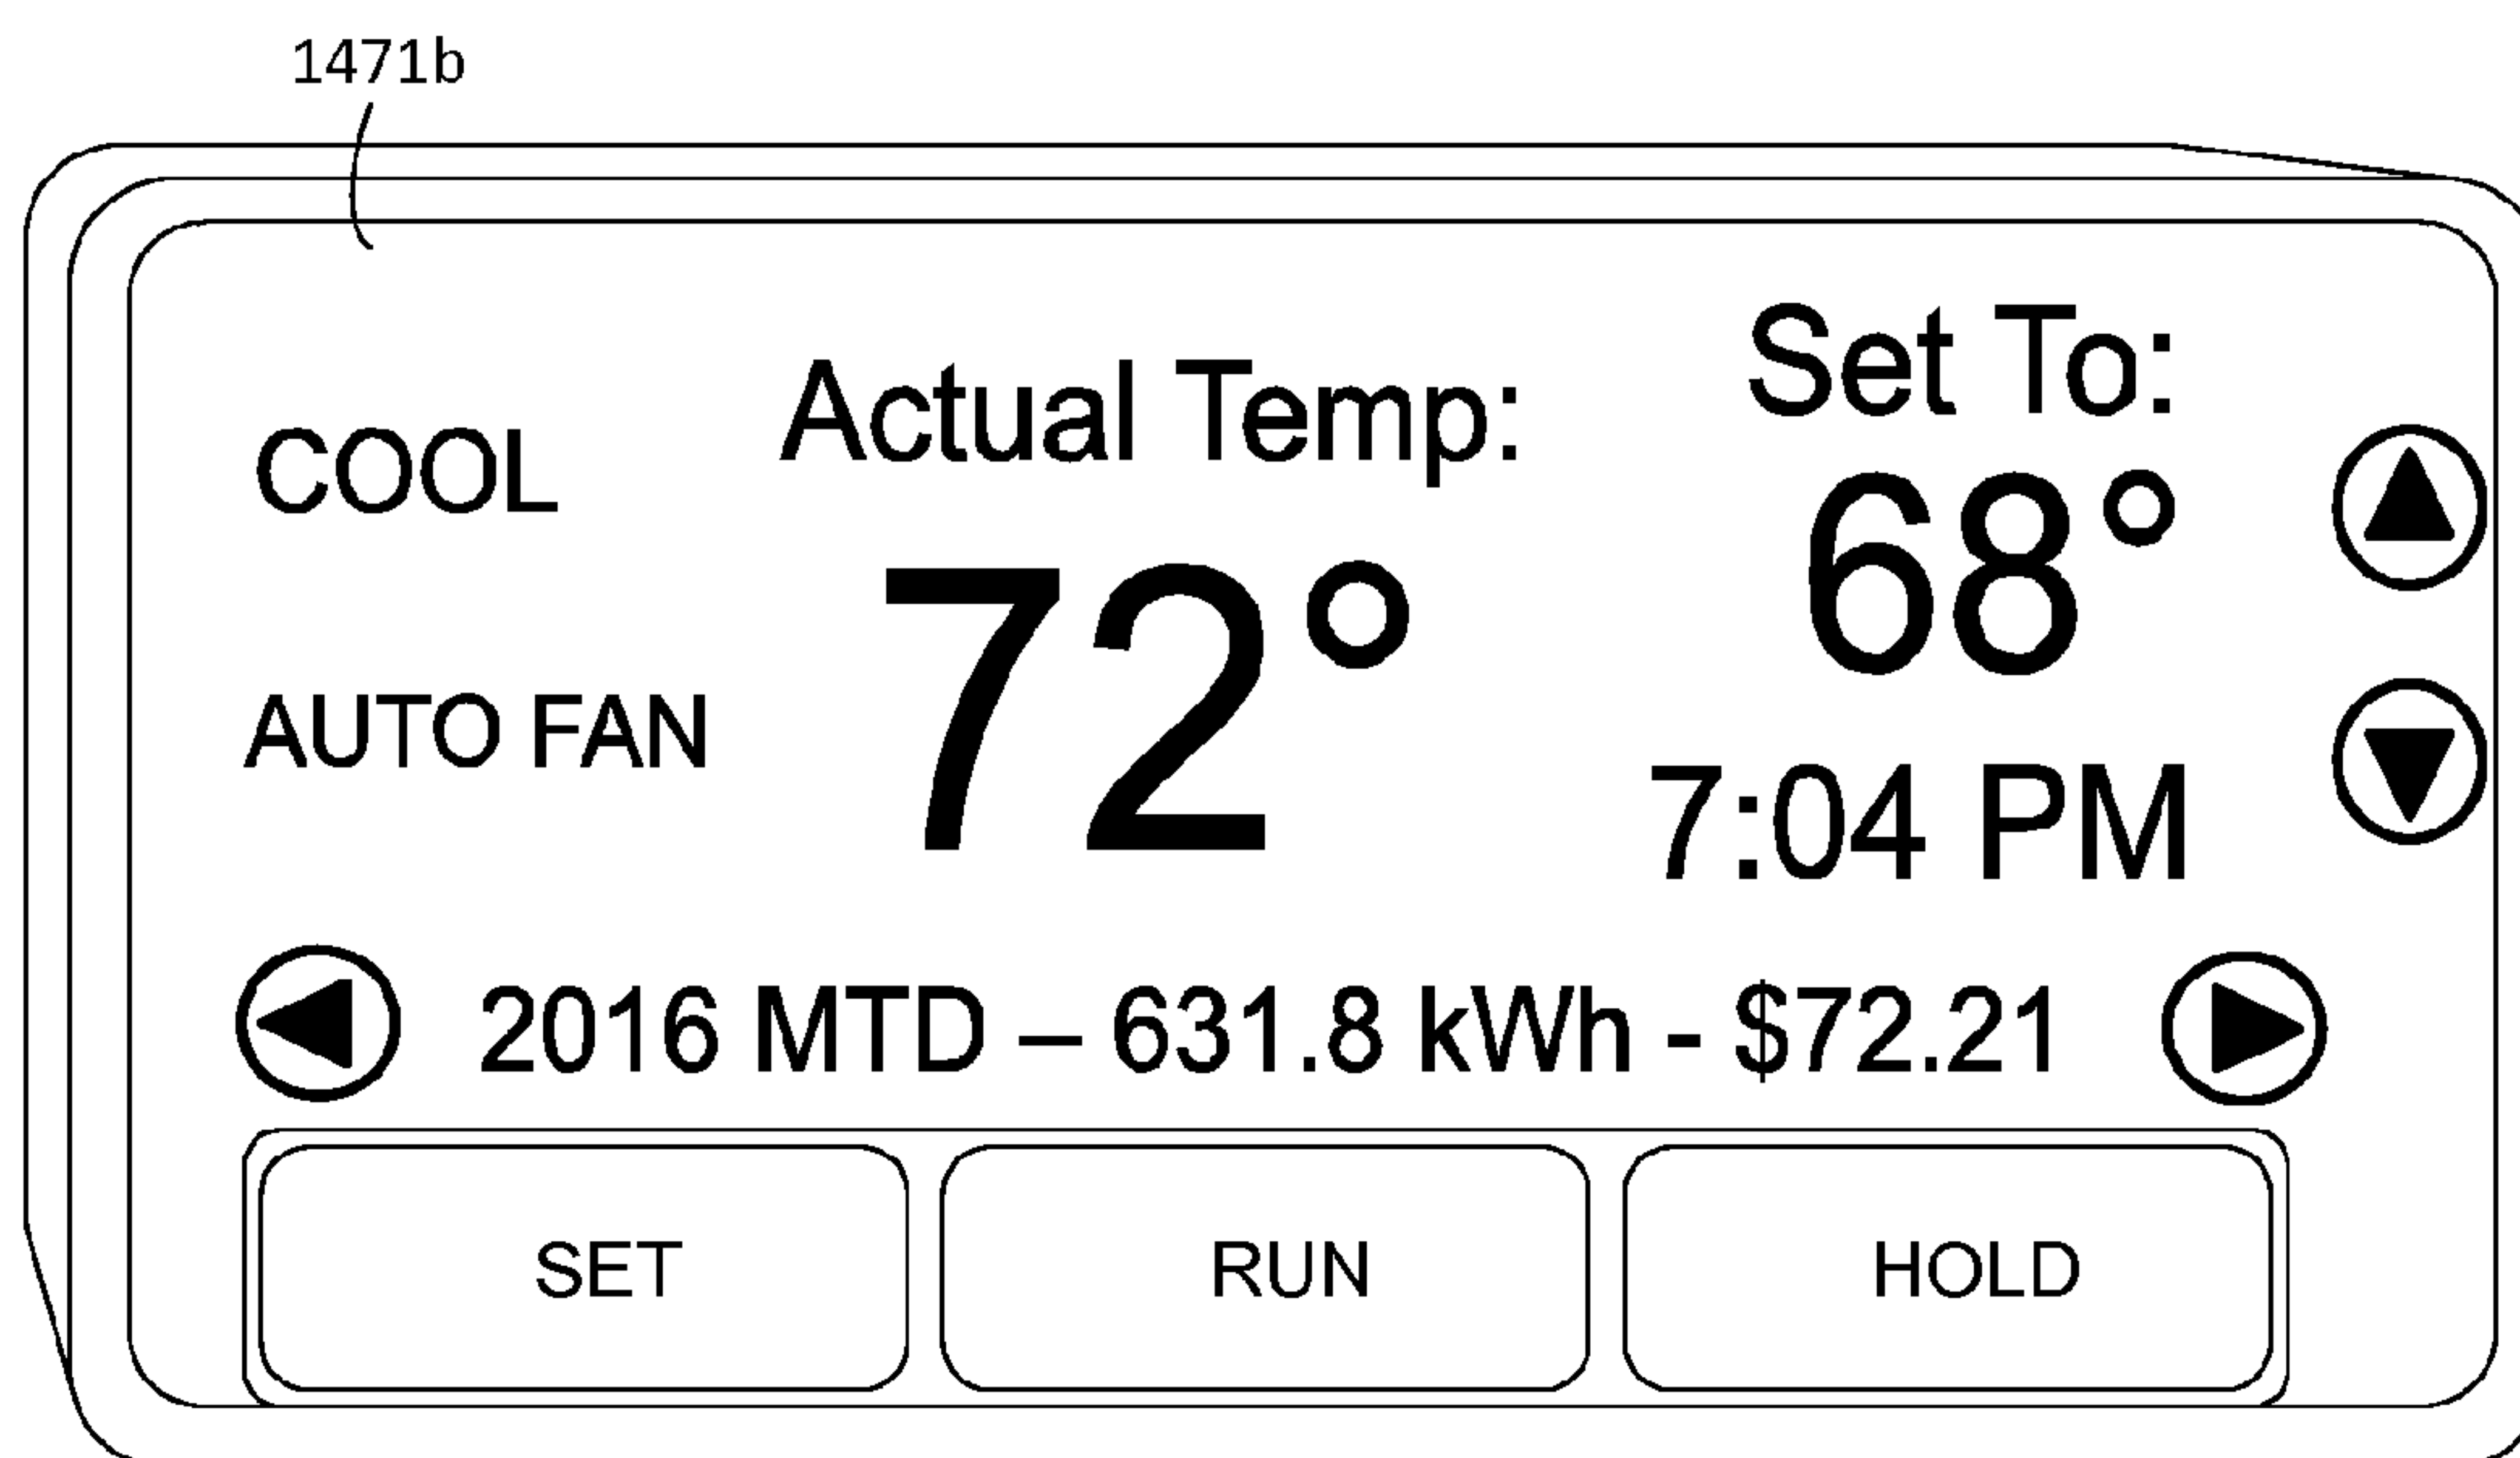 1471b
COOL
Actual Temp:
72°
Set To:
68°
AUTO FAN
7:04 PM
2016 MTD – 631.8 kWh - $72.21
SET
RUN
HOLD